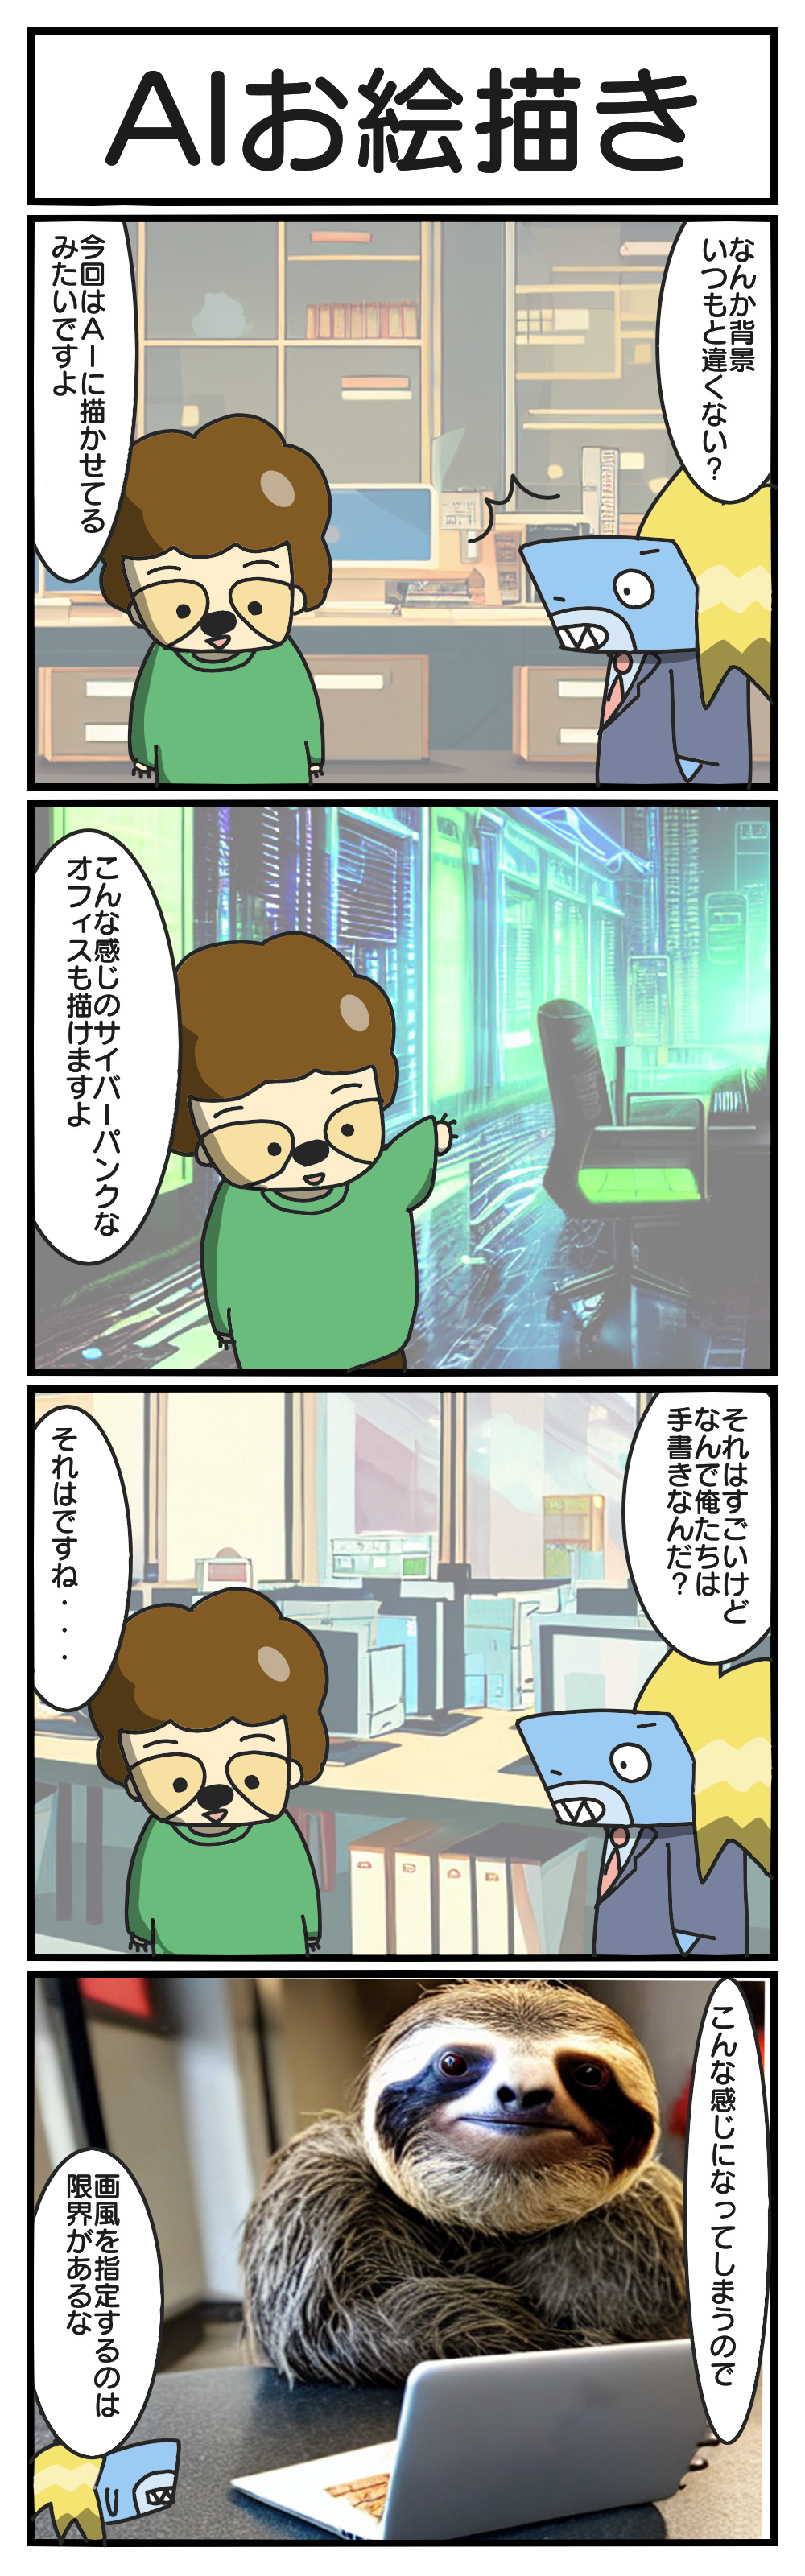 AIお絵描き
なんか背景
いつもと違くない？
今回はAIに描かせてる
みたいですよ
こんな感じのサイバーパンクな
オフィスも描けますよ
それはすごいけど
なんで俺たちは
手書きなんだ？
それはですね・・・
こんな感じになってしまうので
画風を指定するのは
限界があるな